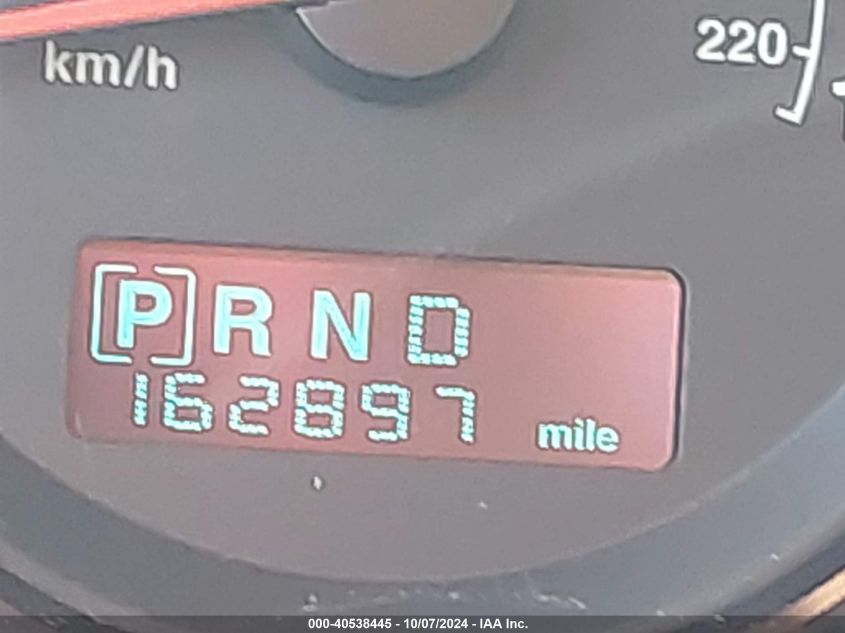 km/h
220
[P] R N D
162897 mile
000-40538445 - 10/07/2024 - IAA Inc.